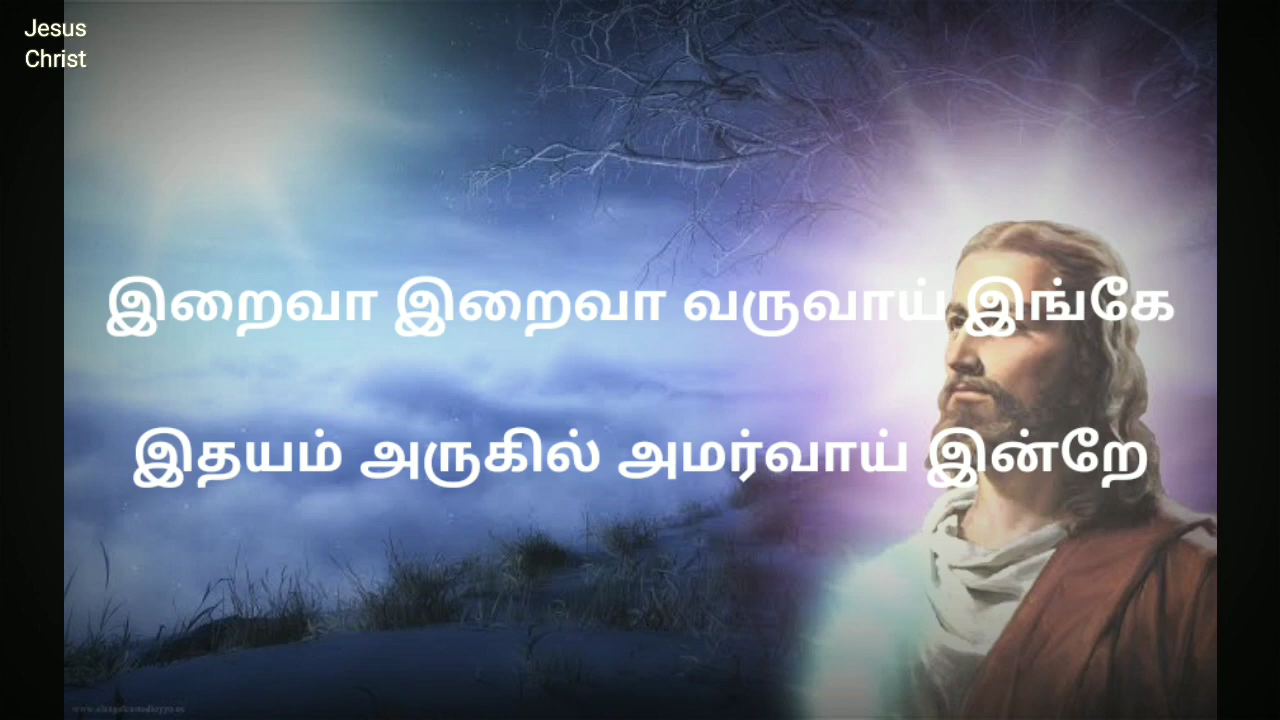 Jesus
Christ
இறைவா இறைவா வருவாய் இங்கே
இதயம் அருகில் அமர்வாய் இன்றே